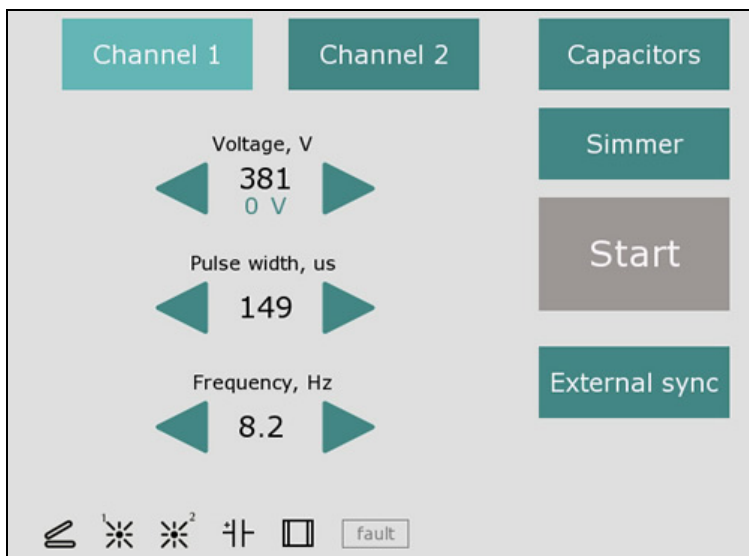 Channel 1
Channel 2
Capacitors
Voltage, V
381
0 V
Simmer
Pulse width, us
149
Start
Frequency, Hz
8.2
External sync
1
2
fault